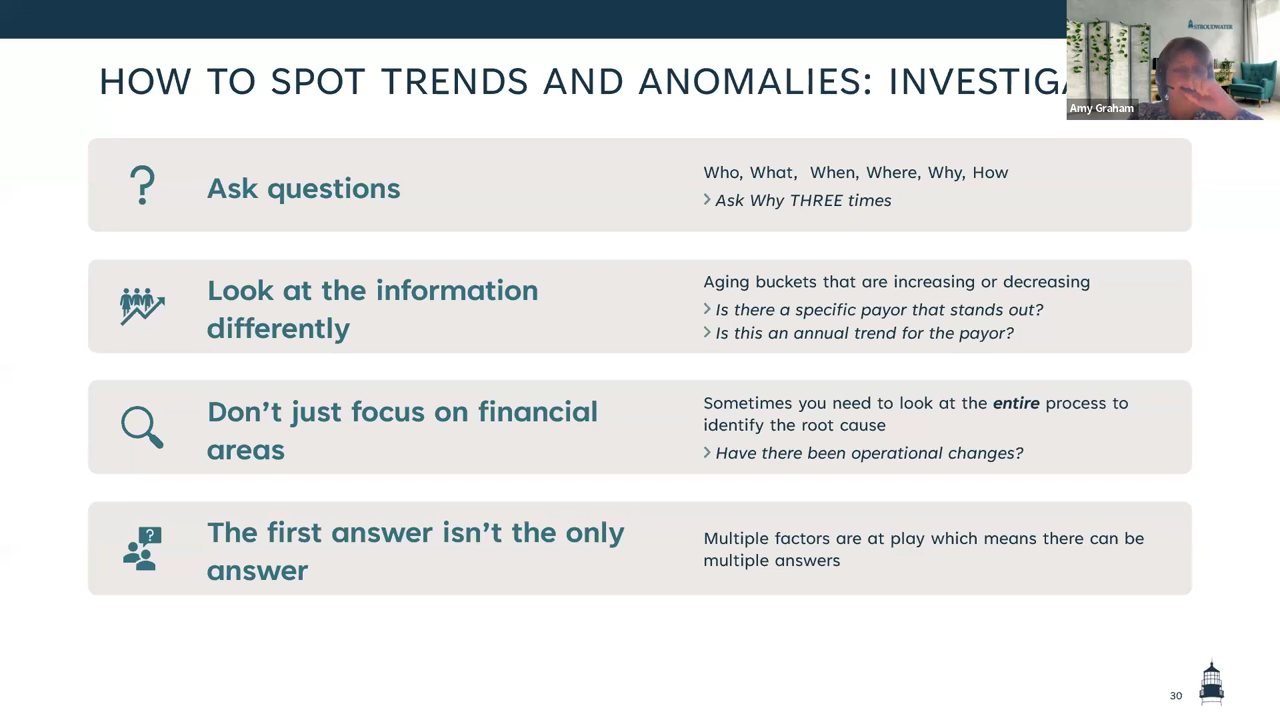 HOW TO SPOT TRENDS AND ANOMALIES:
STROUDWATER
Amy Graham
?
Ask questions
Who, What, When, Where, Why, How
Ask Why THREE times
Look at the information
differently
Aging buckets that are increasing or decreasing
Is there a specific payor that stands out?
Is this an annual trend for the payor?
Don't just focus on financial
areas
Sometimes you need to look at the entire process to
identify the root cause
Have there been operational changes?
?
The first answer isn't the only
answer
Multiple factors are at play which means there can be
multiple answers
30